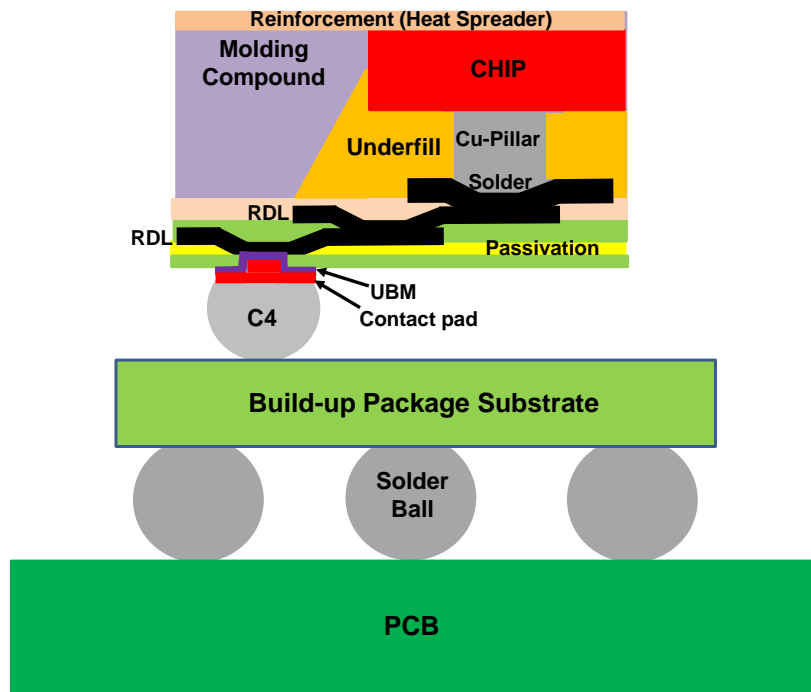 Reinforcement (Heat Spreader)
Molding
Compound
CHIP
Underfill
Cu-Pillar
Solder
RDL
RDL
Passivation
UBM
Contact pad
C4
Build-up Package Substrate
Solder
Ball
PCB